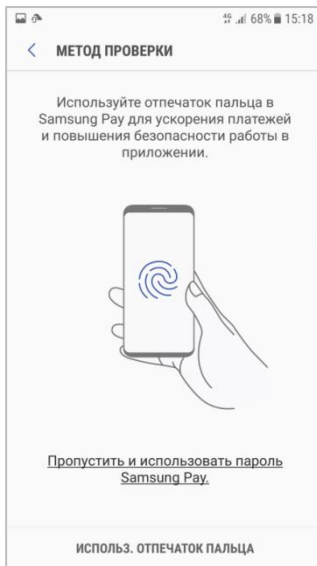 4G 68% 15:18
МЕТОД ПРОВЕРКИ
Используйте отпечаток пальца в
Samsung Pay для ускорения платежей
и повышения безопасности работы в
приложении.
Пропустить и использовать пароль
Samsung Pay.
ИСПОЛЬЗ. ОТПЕЧАТОК ПАЛЬЦА